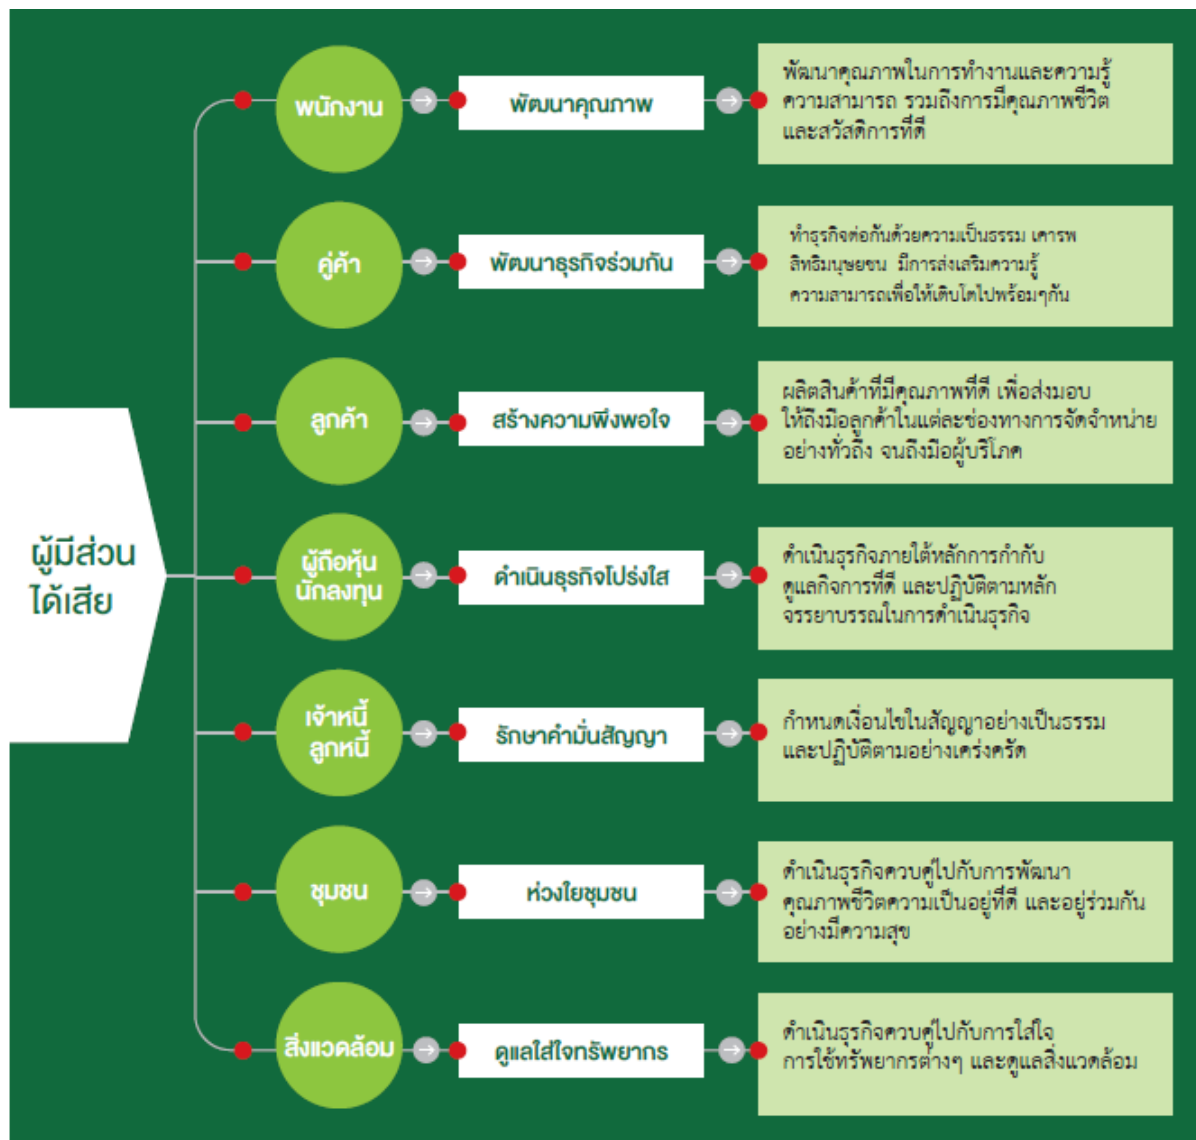 ผู้มีส่วน
ได้เสีย
พนักงาน
พัฒนาคุณภาพ
พัฒนาคุณภาพในการทำงานและความรู้
ความสามารถ รวมถึงการมีคุณภาพชีวิต
และสวัสดิการที่ดี
คู่ค้า
พัฒนาธุรกิจร่วมกัน
ทำธุรกิจต่อกันด้วยความเป็นธรรม เคารพ
สิทธิมนุษยชน มีการส่งเสริมความรู้
ความสามารถเพื่อให้เติบโตไปพร้อมๆกัน
ลูกค้า
สร้างความพึงพอใจ
ผลิตสินค้าที่มีคุณภาพที่ดี เพื่อส่งมอบ
ให้ถึงมือลูกค้าในแต่ละช่องทางการจัดจำหน่าย
อย่างทั่วถึง จนถึงมือผู้บริโภค
ผู้ถือหุ้น
นักลงทุน
ดำเนินธุรกิจโปร่งใส
ดำเนินธุรกิจภายใต้หลักการกำกับ
ดูแลกิจการที่ดี และปฏิบัติตามหลัก
จรรยาบรรณในการดำเนินธุรกิจ
เจ้าหนี้
ลูกหนี้
รักษาคำมั่นสัญญา
กำหนดเงื่อนไขในสัญญาอย่างเป็นธรรม
และปฏิบัติตามอย่างเคร่งครัด
ชุมชน
ห่วงใยชุมชน
ดำเนินธุรกิจควบคู่ไปกับการพัฒนา
คุณภาพชีวิตความเป็นอยู่ที่ดี และอยู่ร่วมกัน
อย่างมีความสุข
สิ่งแวดล้อม
ดูแลใส่ใจทรัพยากร
ดำเนินธุรกิจควบคู่ไปกับการใส่ใจ
การใช้ทรัพยากรต่างๆ และดูแลสิ่งแวดล้อม